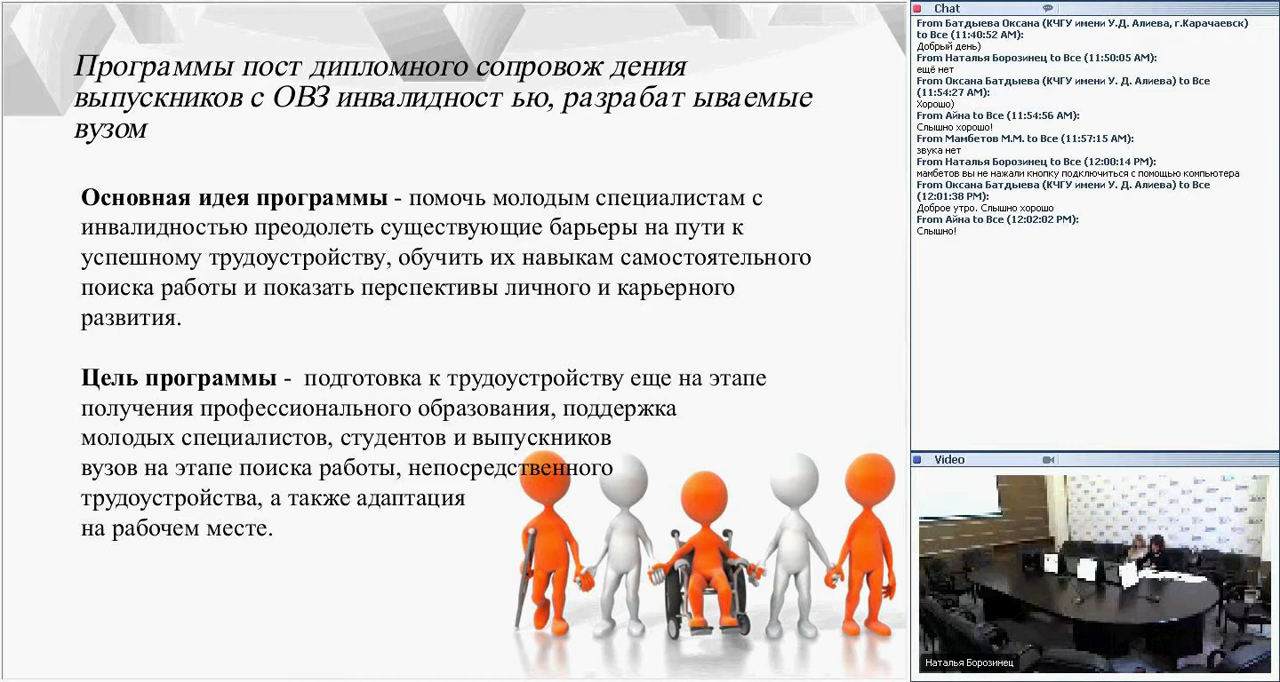 Программы пост дипломного сопровож дения
выпускников с ОВЗ инвалидност ью, разрабат ываемые
вузом
Основная идея программы - помочь молодым специалистам с
инвалидностью преодолеть существующие барьеры на пути к
успешному трудоустройству, обучить их навыкам самостоятельного
поиска работы и показать перспективы личного и карьерного
развития.
Цель программы - подготовка к трудоустройству еще на этапе
получения профессионального образования, поддержка
молодых специалистов, студентов и выпускников
вузов на этапе поиска работы, непосредственного
трудоустройства, а также адаптация
на рабочем месте.
Chat
From Батдыева Оксана (КЧГУ имени У.Д. Алиева, г.Карачаевск)
to Все (11:40:52 AM):
Добрый день)
From Наталья Борозинец to Все (11:50:05 AM):
ещё нет
From Оксана Батдыева (КЧГУ имени У. Д. Алиева) to Все
(11:54:27 AM):
Хорошо)
From Айна to Все (11:54:56 AM):
Слышно хорошо!
From Мамбетов М.М. to Все (11:57:15 AM):
звука нет
From Наталья Борозинец to Все (12:00:14 PM):
мамбетов вы не нажали кнопку подключиться с помощью компьютера
From Оксана Батдыева (КЧГУ имени У. Д. Алиева) to Все
(12:01:38 PM):
Доброе утро. Слышно хорошо
From Айна to Все (12:02:02 PM):
Слышно!
Video
Наталья Борозинец